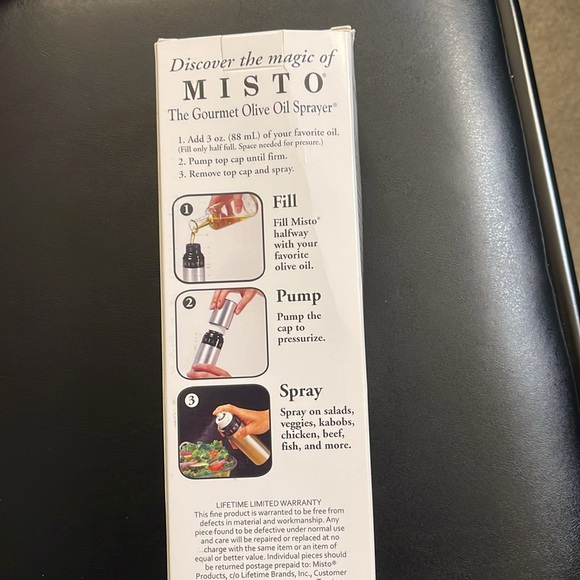 Discover the magic of
MISTO®
The Gourmet Olive Oil Sprayer®
1. Add 3 oz. (88 mL) of your favorite oil.
(Fill only half full. Space needed for presure.)
2. Pump top cap until firm.
3. Remove top cap and spray.
1
Fill
Fill Misto®
halfway
with your
favorite
olive oil.
2
Pump
Pump the
cap to
pressurize.
3
Spray
Spray on salads,
veggies, kabobs,
chicken, beef,
fish, and more.
LIFETIME LIMITED WARRANTY
This fine product is warranted to be free from
defects in material and workmanship. Any
piece found to be defective under normal use
and care will be repaired or replaced at no
charge with the same item or an item of
equal or better value. Individual pieces should
be returned postage prepaid to: Misto®
Products, c/o Lifetime Brands, Inc., Customer